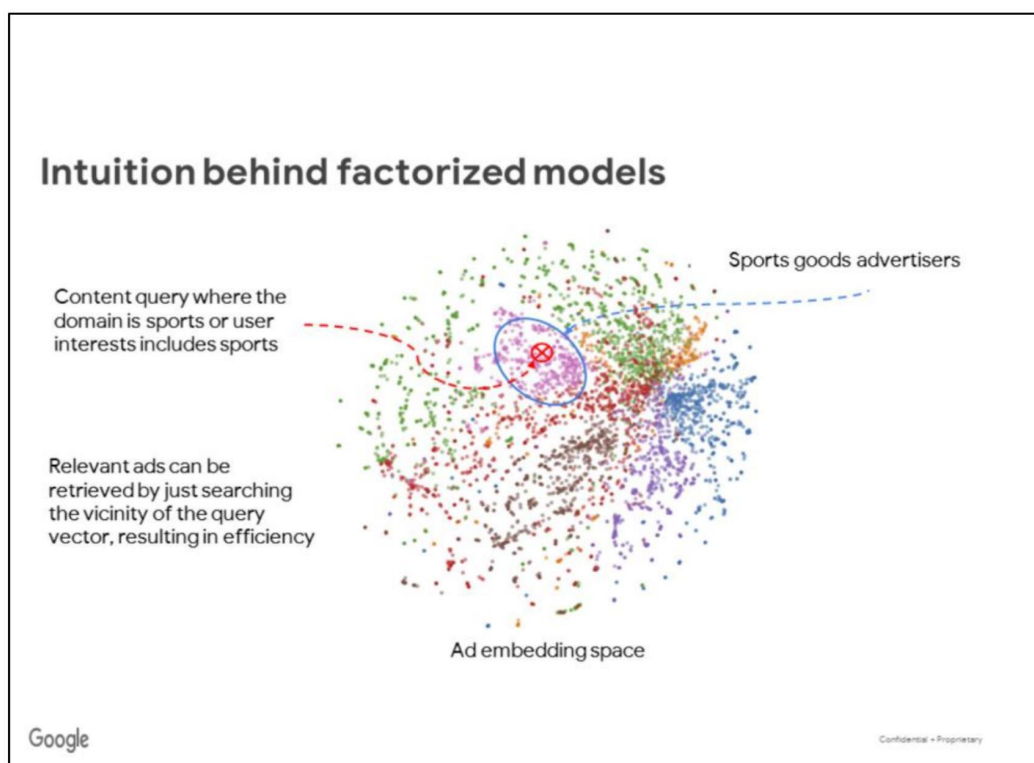 Intuition behind factorized models
Sports goods advertisers
Content query where the
domain is sports or user
interests includes sports
Relevant ads can be
retrieved by just searching
the vicinity of the query
vector, resulting in efficiency
Ad embedding space
Google
Confidential + Proprietary